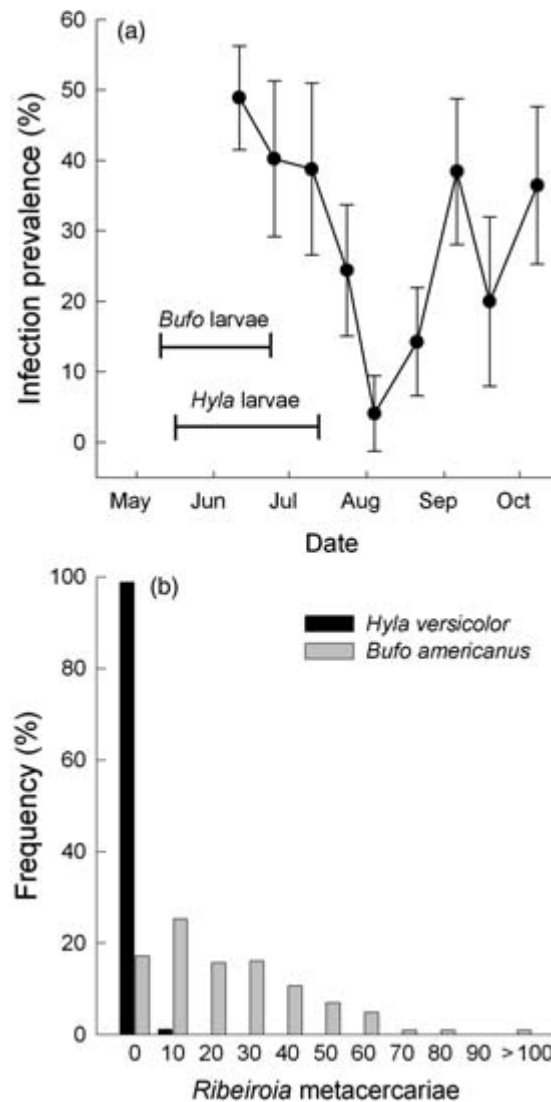 (a)
Infection prevalence (%)
60
50
40
30
20
10
0
Bufo larvae
Hyla larvae
May Jun Jul Aug Sep Oct
Date
(b)
Hyla versicolor
Bufo americanus
Frequency (%)
100
80
60
40
20
0
0 10 20 30 40 50 60 70 80 90 >100
Ribeiroia metacercariae